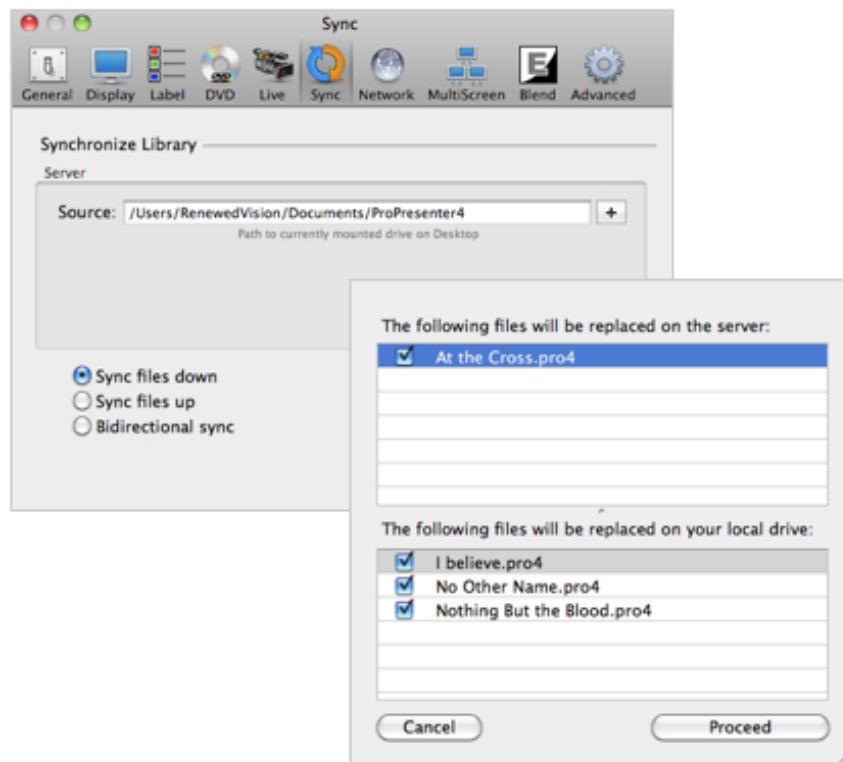 Sync
General Display Label DVD Live Sync Network MultiScreen Blend Advanced
Synchronize Library
Server
Source: /Users/RenewedVision/Documents/ProPresenter4 +
Path to currently mounted drive on Desktop
Sync files down
Sync files up
Bidirectional sync
The following files will be replaced on the server:
At the Cross.pro4
The following files will be replaced on your local drive:
I believe.pro4
No Other Name.pro4
Nothing But the Blood.pro4
Cancel Proceed